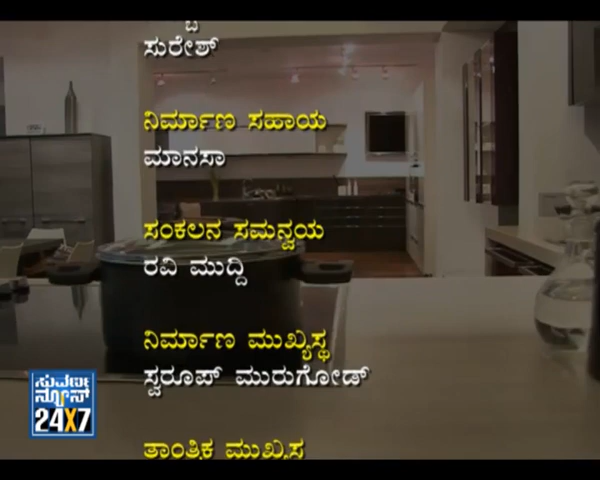 ಸುರೇಶ್
ನಿರ್ಮಾಣ ಸಹಾಯ
ಮಾನಸಾ
ಸಂಕಲನ ಸಮನ್ವಯ
ರವಿ ಮುದ್ದಿ
ನಿರ್ಮಾಣ ಮುಖ್ಯಸ್ಥ
ಸ್ವರೂಪ್ ಮುರುಗೋಡ್
ತಾಂತ್ರಿಕ
ಸುವರ್ಣ
ನ್ಯೂಸ್
24X7